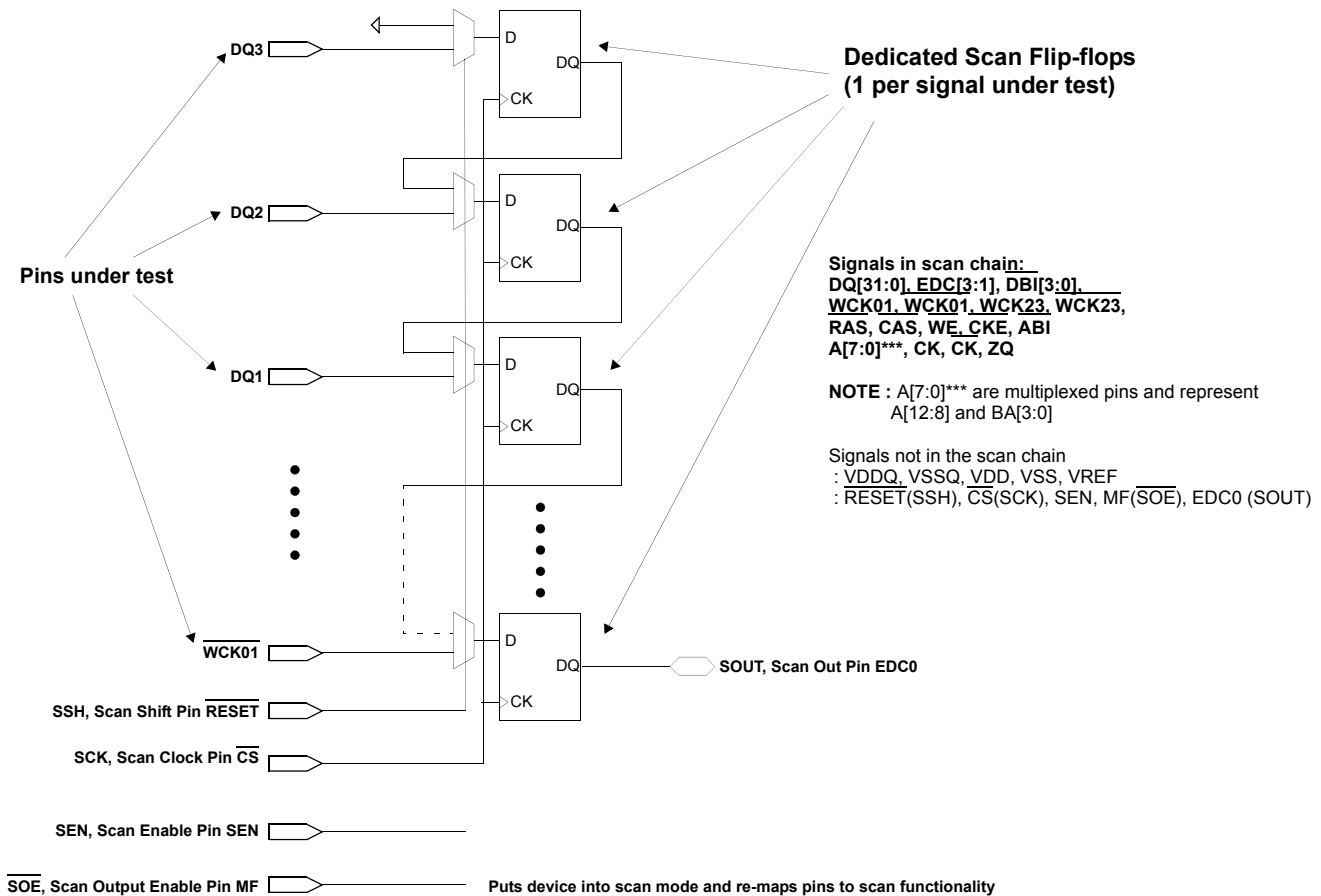 DQ3
D
DQ
CK
Dedicated Scan Flip-flops
(1 per signal under test)
DQ2
D
DQ
CK
Pins under test
Signals in scan chain:
DQ[31:0], EDC[3:1], DBI[3:0],
WCK01, WCK01, WCK23, WCK23,
RAS, CAS, WE, CKE, ABI
A[7:0]***, CK, CK, ZQ
DQ1
D
DQ
CK
NOTE : A[7:0]*** are multiplexed pins and represent
A[12:8] and BA[3:0]
Signals not in the scan chain
: VDDQ, VSSQ, VDD, VSS, VREF
: RESET(SSH), CS(SCK), SEN, MF(SOE), EDC0 (SOUT)
WCK01
D
DQ
CK
SOUT, Scan Out Pin EDC0
SSH, Scan Shift Pin RESET
SCK, Scan Clock Pin CS
SEN, Scan Enable Pin SEN
SOE, Scan Output Enable Pin MF
Puts device into scan mode and re-maps pins to scan functionality